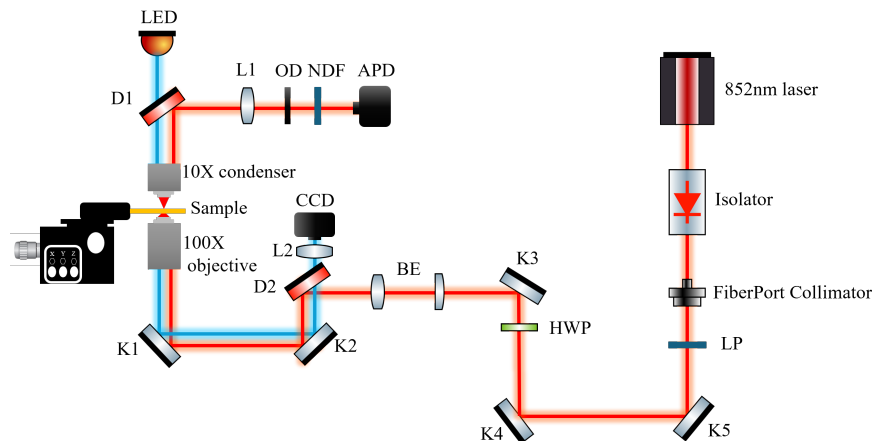 LED
L1
OD
NDF
APD
D1
852nm laser
10X condenser
CCD
Isolator
Sample
X Y Z
100X
objective
L2
D2
BE
K3
FiberPort Collimator
HWP
LP
K1
K2
K4
K5